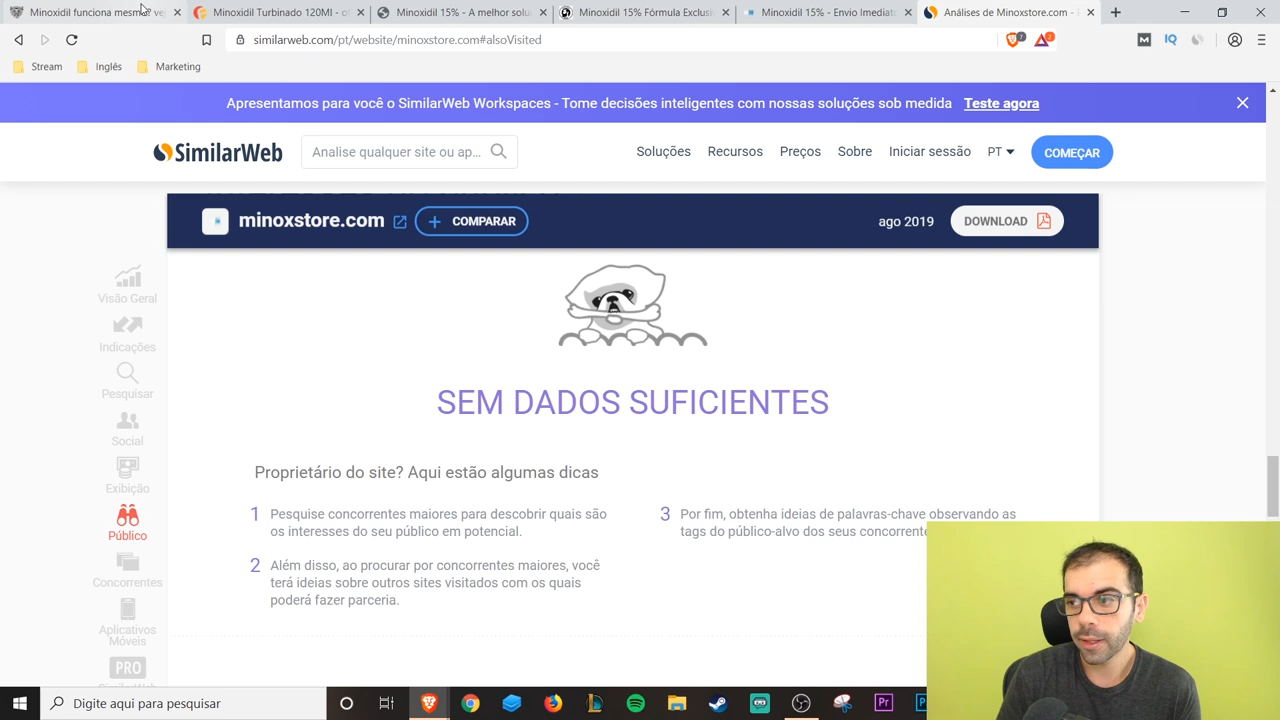 Minoxidil funciona mesmo? vej
Minoxidil Turbinado 120Ml - of
Minoxidil 15% - A melhor solu
Minoxidil 15% Fórmula Exclusiv
Minoxidil 15% - Envio Imediato
Análises de Minoxstore.com - E
similarweb.com/pt/website/minoxstore.com#alsoVisited
Stream
Inglês
Marketing
Apresentamos para você o SimilarWeb Workspaces - Tome decisões inteligentes com nossas soluções sob medida Teste agora
SimilarWeb
Analise qualquer site ou ap...
Soluções
Recursos
Preços
Sobre
Iniciar sessão
PT
COMEÇAR
minoxstore.com
+ COMPARAR
ago 2019
DOWNLOAD
Visão Geral
Indicações
Pesquisar
Social
Exibição
Público
Concorrentes
Aplicativos
Móveis
PRO
SimilarWeb
SEM DADOS SUFICIENTES
Proprietário do site? Aqui estão algumas dicas
1 Pesquise concorrentes maiores para descobrir quais são
os interesses do seu público em potencial.
2 Além disso, ao procurar por concorrentes maiores, você
terá ideias sobre outros sites visitados com os quais
poderá fazer parceria.
3 Por fim, obtenha ideias de palavras-chave observando as
tags do público-alvo dos seus concorrente
Digite aqui para pesquisar